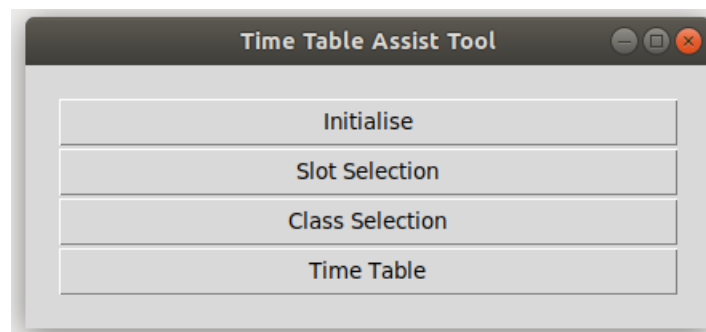 Time Table Assist Tool
Initialise
Slot Selection
Class Selection
Time Table